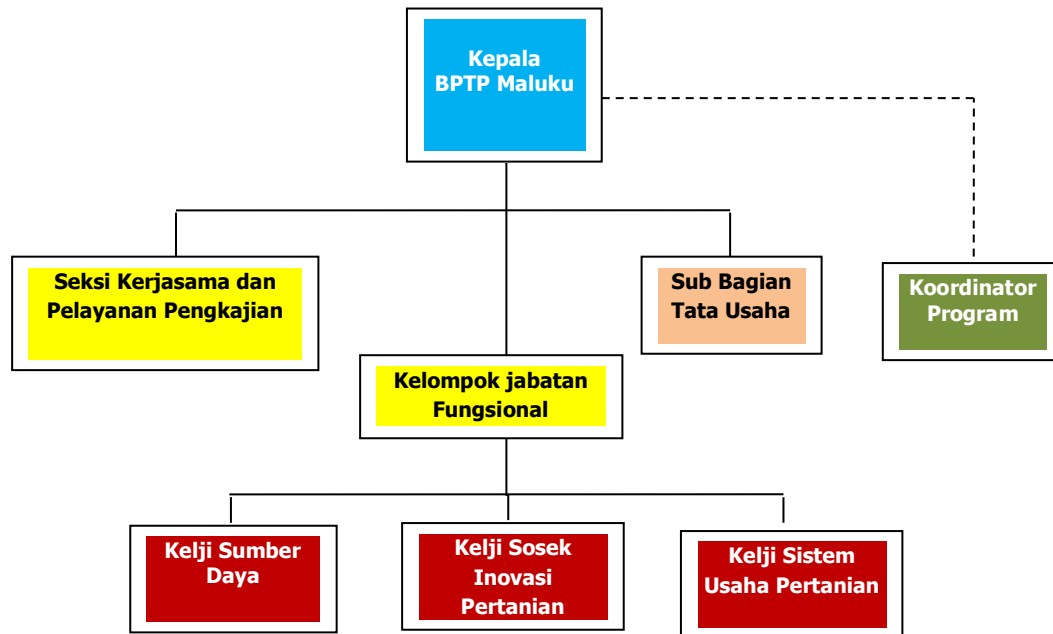 Kepala
BPTP Maluku
Seksi Kerjasama dan
Pelayanan Pengkajian
Sub Bagian
Tata Usaha
Koordinator
Program
Kelompok jabatan
Fungsional
Kelji Sumber
Daya
Kelji Sosek
Inovasi
Pertanian
Kelji Sistem
Usaha Pertanian